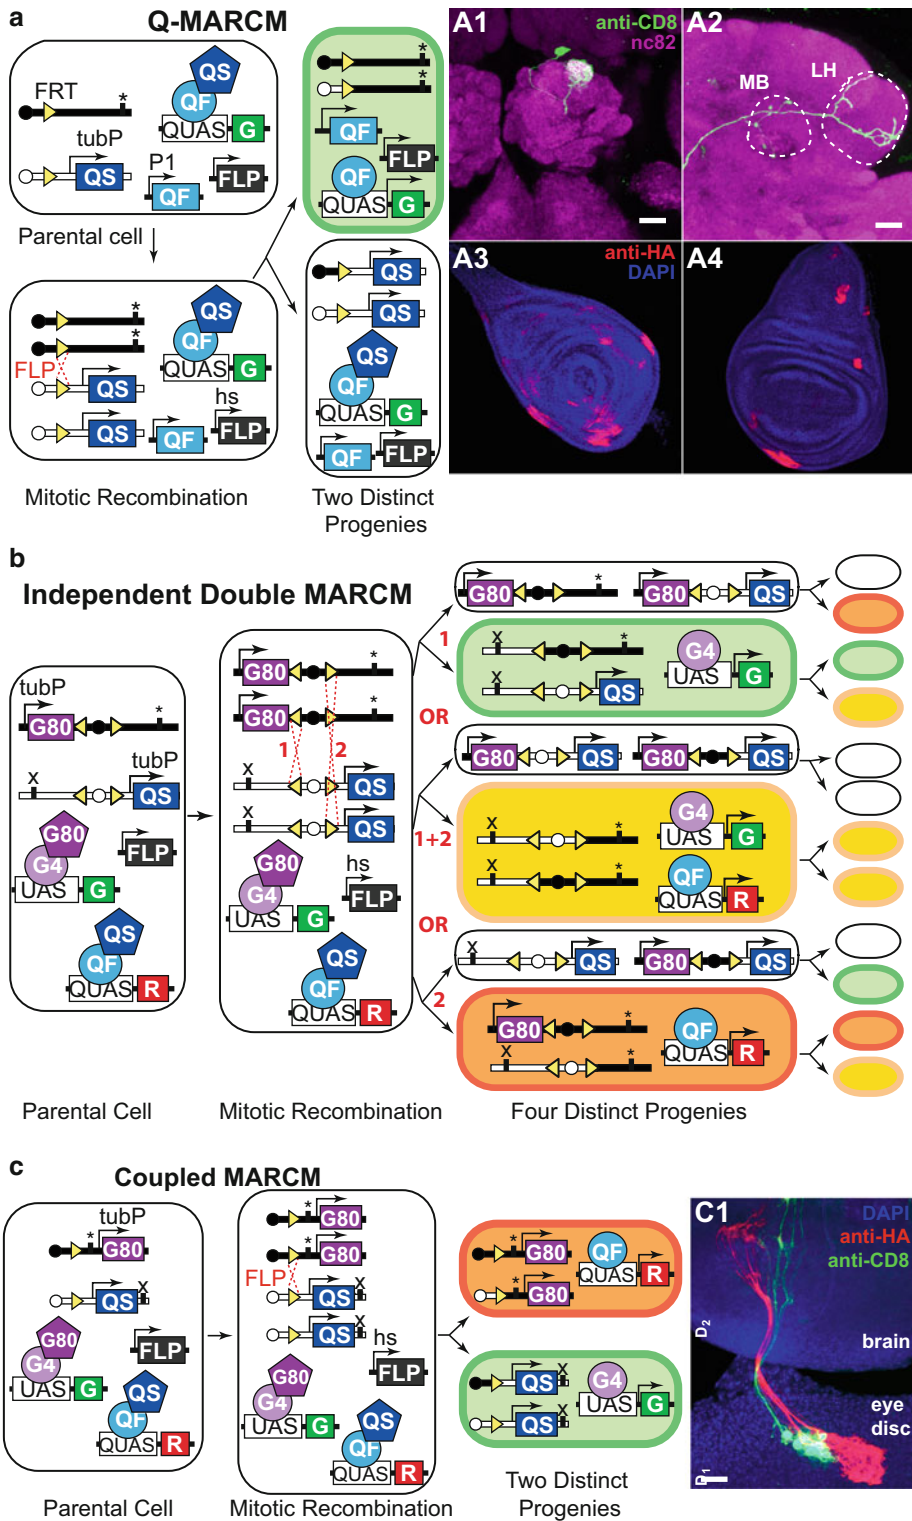 a
Q-MARCM
FRT
*
QS
QF
QUAS G
tubP
QS
P1
QF
FLP
Parental cell
*
*
FLP
QS
QS
QS
QF
QUAS G
QF
hs
FLP
Mitotic Recombination
*
*
QF
FLP
QF
QUAS G
QS
QS
QS
QF
QUAS G
QF FLP
Two Distinct
Progenies
A1
anti-CD8
nc82
A2
MB
LH
A3
anti-HA
DAPI
A4
b
Independent Double MARCM
tubP
G80 *
tubP
x QS
G80
G4
UAS G
FLP
QS
QF
QUAS R
Parental Cell
G80 *
G80 *
1 2
x QS
x QS
G80
G4
UAS G
hs
FLP
QS
QF
QUAS R
Mitotic Recombination
G80 * G80 QS
1
x *
x QS
G4
UAS G
OR
G80 QS G80 QS
1+2
x *
x *
G4
UAS G
QF
QUAS R
OR
x QS G80 QS
2
G80 *
x *
QF
QUAS R
Four Distinct Progenies
c
Coupled MARCM
tubP
* G80
QS x
G80
G4
UAS G
FLP
QS
QF
QUAS R
Parental Cell
* G80
* G80
FLP
QS x
QS x
hs
FLP
G80
G4
UAS G
QS
QF
QUAS R
Mitotic Recombination
* G80
* G80
QF
QUAS R
QS x
QS x
G4
UAS G
Two Distinct
Progenies
C1
DAPI
anti-HA
anti-CD8
D2
brain
eye
disc
D1